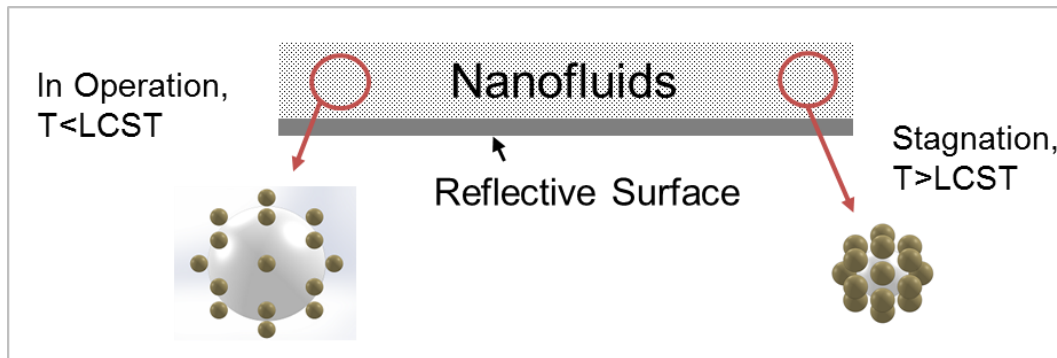 In Operation,
T<LCST
Nanofluids
Reflective Surface
Stagnation,
T>LCST